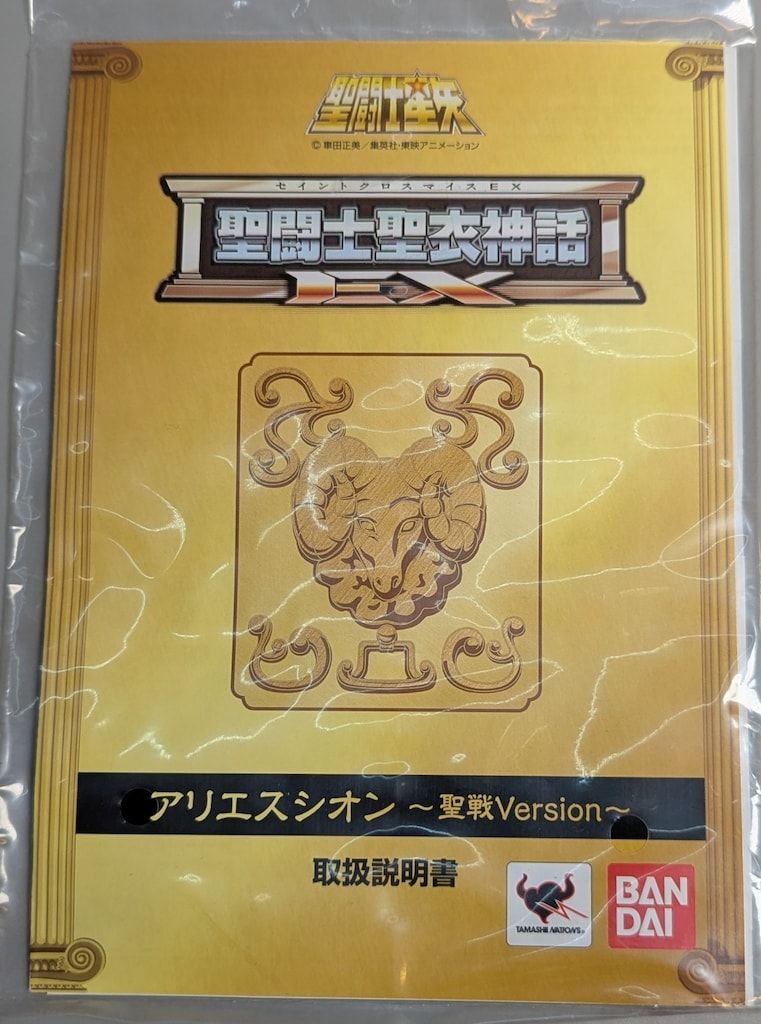 聖闘士星矢
© 車田正美／集英社・東映アニメーション
セイントクロスマイスEX
聖闘士聖衣神話
EX
アリエスシオン ～聖戦Version～
取扱説明書
TAMASHII NATIONS
BAN
DAI